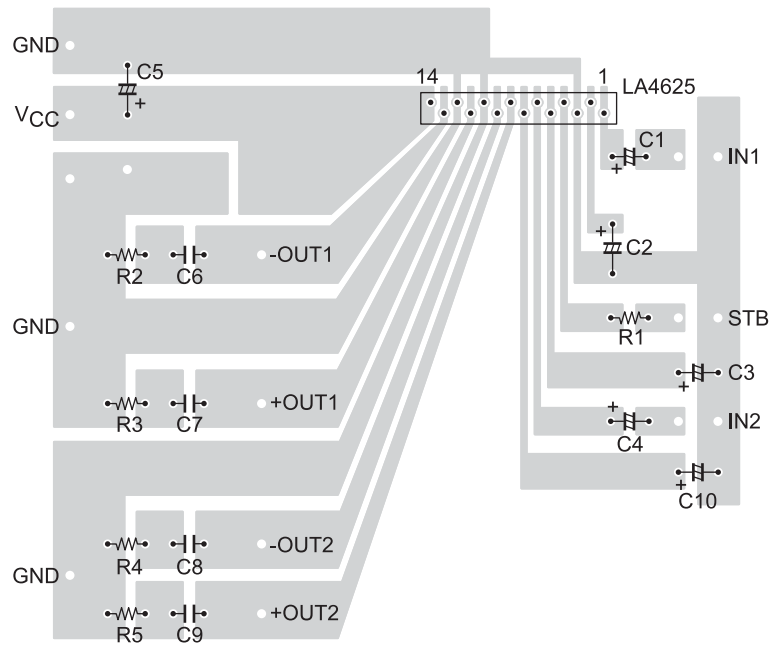 GND
C5
+
VCC
14
1
LA4625
C1
+
IN1
+
C2
R2
C6
-OUT1
GND
R1
STB
C3
+
R3
C7
+OUT1
+
C4
IN2
+
C10
R4
C8
-OUT2
GND
R5
C9
+OUT2